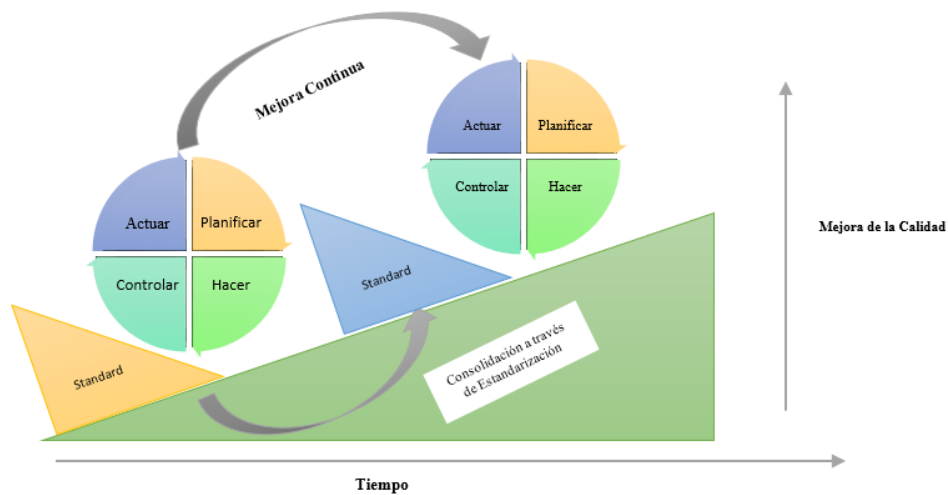 Mejora Continua
Actuar
Planificar
Controlar
Hacer
Actuar
Planificar
Controlar
Hacer
Standard
Standard
Consolidación a través
de Estandarización
Mejora de la Calidad
Tiempo